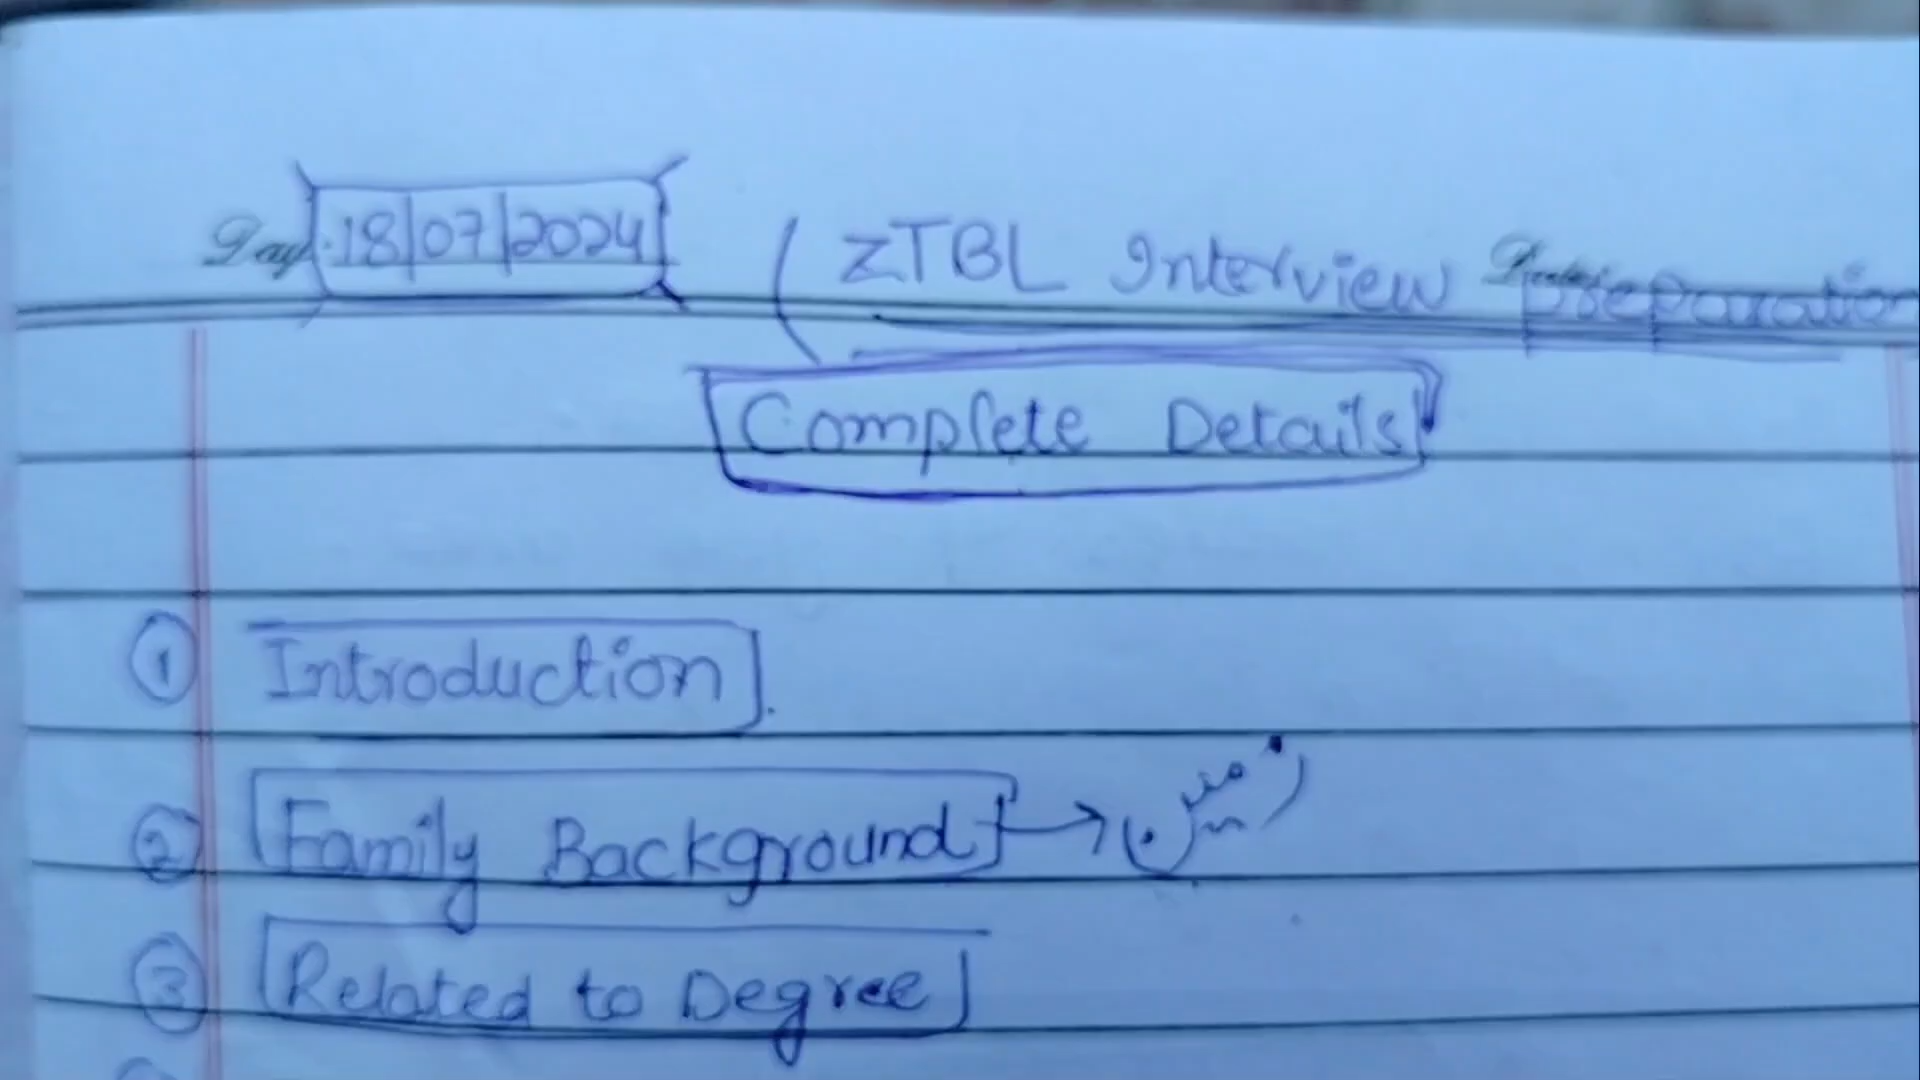 Day 18/07/2024 ZTBL Interview Preparation
Complete Details
1 Introduction.
2 Family Background →
3 Related to Degree